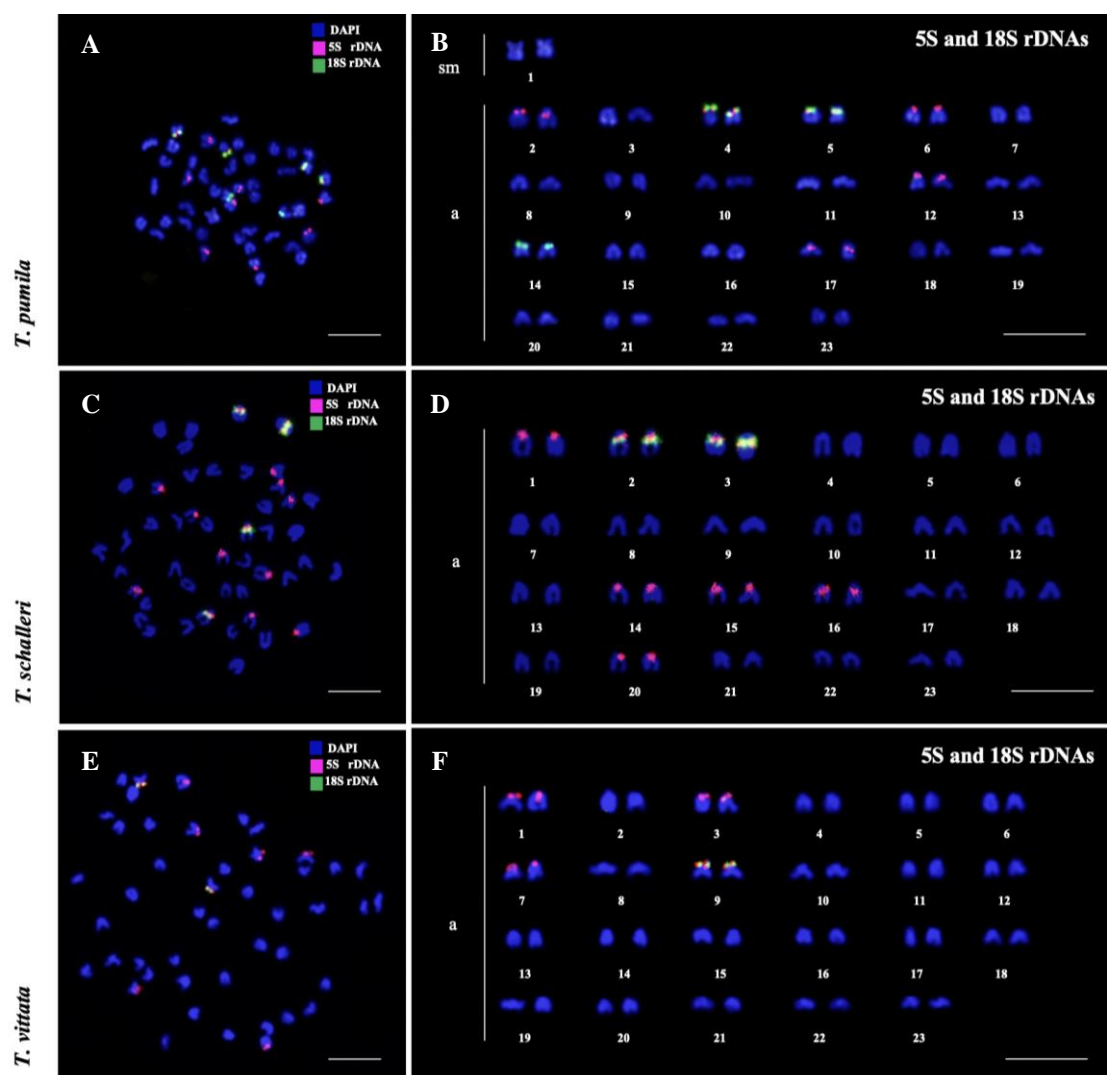 A
DAPI
5S rDNA
18S rDNA
T. pumila
B
5S and 18S rDNAs
sm
1
a
2 3 4 5 6 7
8 9 10 11 12 13
14 15 16 17 18 19
20 21 22 23
C
DAPI
5S rDNA
18S rDNA
T. schalleri
D
5S and 18S rDNAs
a
1 2 3 4 5 6
7 8 9 10 11 12
13 14 15 16 17 18
19 20 21 22 23
E
DAPI
5S rDNA
18S rDNA
T. vittata
F
5S and 18S rDNAs
a
1 2 3 4 5 6
7 8 9 10 11 12
13 14 15 16 17 18
19 20 21 22 23